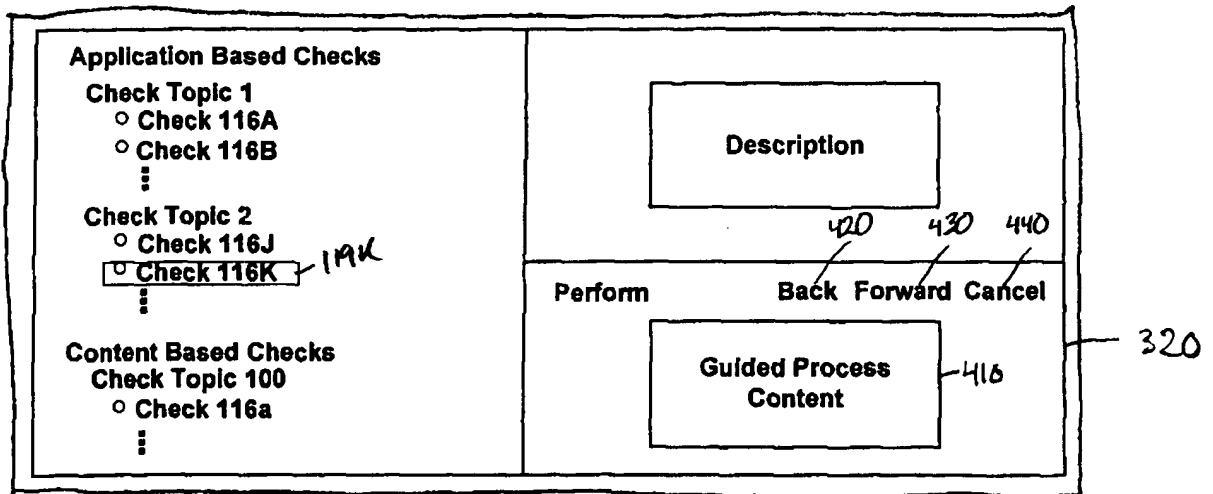 Application Based Checks
Check Topic 1
Check 116A
Check 116B
Check Topic 2
Check 116J
Check 116K
119K
Content Based Checks
Check Topic 100
Check 116a
Description
420 430 440
Perform Back Forward Cancel
Guided Process
Content
410
320